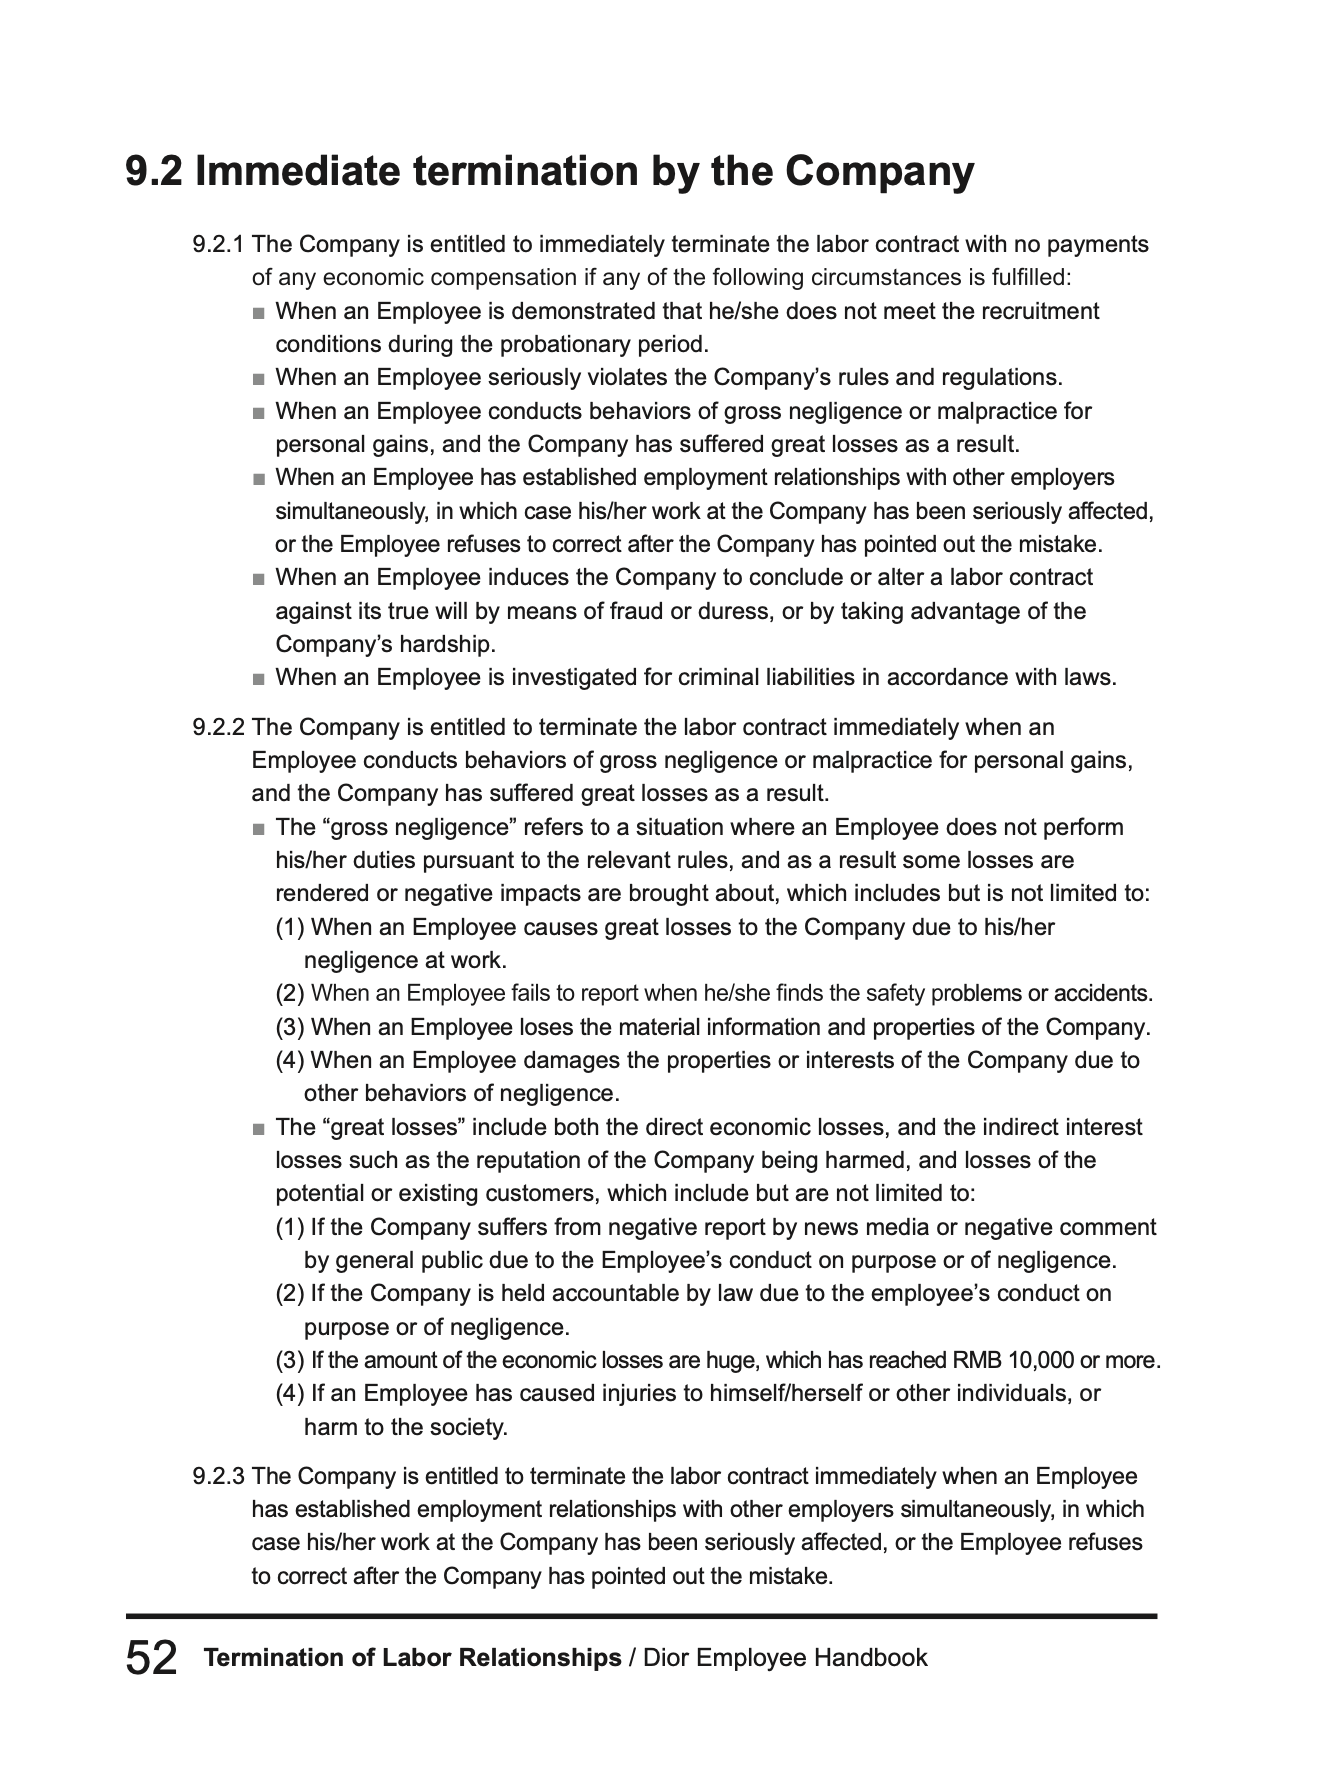 9.2 Immediate termination by the Company
9.2.1 The Company is entitled to immediately terminate the labor contract with no payments
of any economic compensation if any of the following circumstances is fulfilled:
■ When an Employee is demonstrated that he/she does not meet the recruitment
conditions during the probationary period.
■ When an Employee seriously violates the Company’s rules and regulations.
■ When an Employee conducts behaviors of gross negligence or malpractice for
personal gains, and the Company has suffered great losses as a result.
■ When an Employee has established employment relationships with other employers
simultaneously, in which case his/her work at the Company has been seriously affected,
or the Employee refuses to correct after the Company has pointed out the mistake.
■ When an Employee induces the Company to conclude or alter a labor contract
against its true will by means of fraud or duress, or by taking advantage of the
Company’s hardship.
■ When an Employee is investigated for criminal liabilities in accordance with laws.
9.2.2 The Company is entitled to terminate the labor contract immediately when an
Employee conducts behaviors of gross negligence or malpractice for personal gains,
and the Company has suffered great losses as a result.
■ The “gross negligence” refers to a situation where an Employee does not perform
his/her duties pursuant to the relevant rules, and as a result some losses are
rendered or negative impacts are brought about, which includes but is not limited to:
(1) When an Employee causes great losses to the Company due to his/her
negligence at work.
(2) When an Employee fails to report when he/she finds the safety problems or accidents.
(3) When an Employee loses the material information and properties of the Company.
(4) When an Employee damages the properties or interests of the Company due to
other behaviors of negligence.
■ The “great losses” include both the direct economic losses, and the indirect interest
losses such as the reputation of the Company being harmed, and losses of the
potential or existing customers, which include but are not limited to:
(1) If the Company suffers from negative report by news media or negative comment
by general public due to the Employee’s conduct on purpose or of negligence.
(2) If the Company is held accountable by law due to the employee’s conduct on
purpose or of negligence.
(3) If the amount of the economic losses are huge, which has reached RMB 10,000 or more.
(4) If an Employee has caused injuries to himself/herself or other individuals, or
harm to the society.
9.2.3 The Company is entitled to terminate the labor contract immediately when an Employee
has established employment relationships with other employers simultaneously, in which
case his/her work at the Company has been seriously affected, or the Employee refuses
to correct after the Company has pointed out the mistake.
52 Termination of Labor Relationships / Dior Employee Handbook